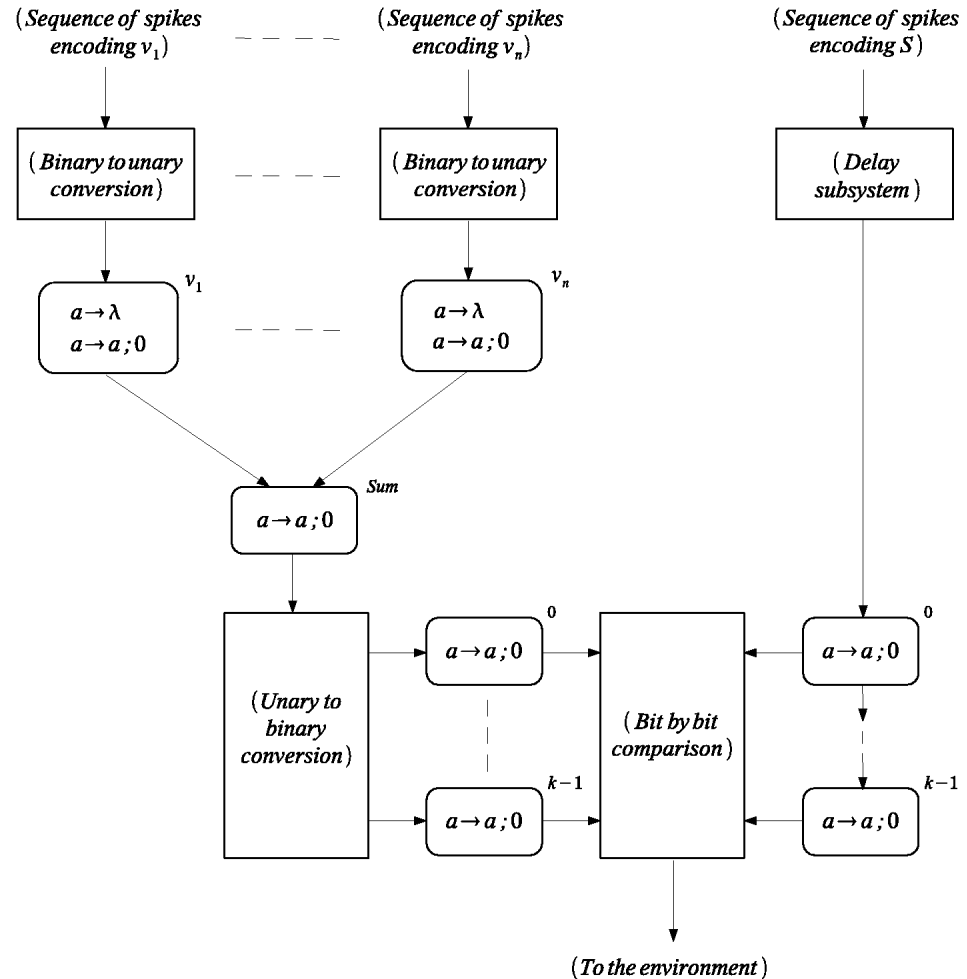 (Sequence of spikes
encoding v₁)
(Sequence of spikes
encoding vₙ)
(Sequence of spikes
encoding S)
(Binary to unary
conversion)
(Binary to unary
conversion)
(Delay
subsystem)
v₁
a→λ
a→a;0
vₙ
a→λ
a→a;0
Sum
a→a;0
(Unary to
binary
conversion)
0
a→a;0
k−1
a→a;0
(Bit by bit
comparison)
0
a→a;0
k−1
a→a;0
(To the environment)